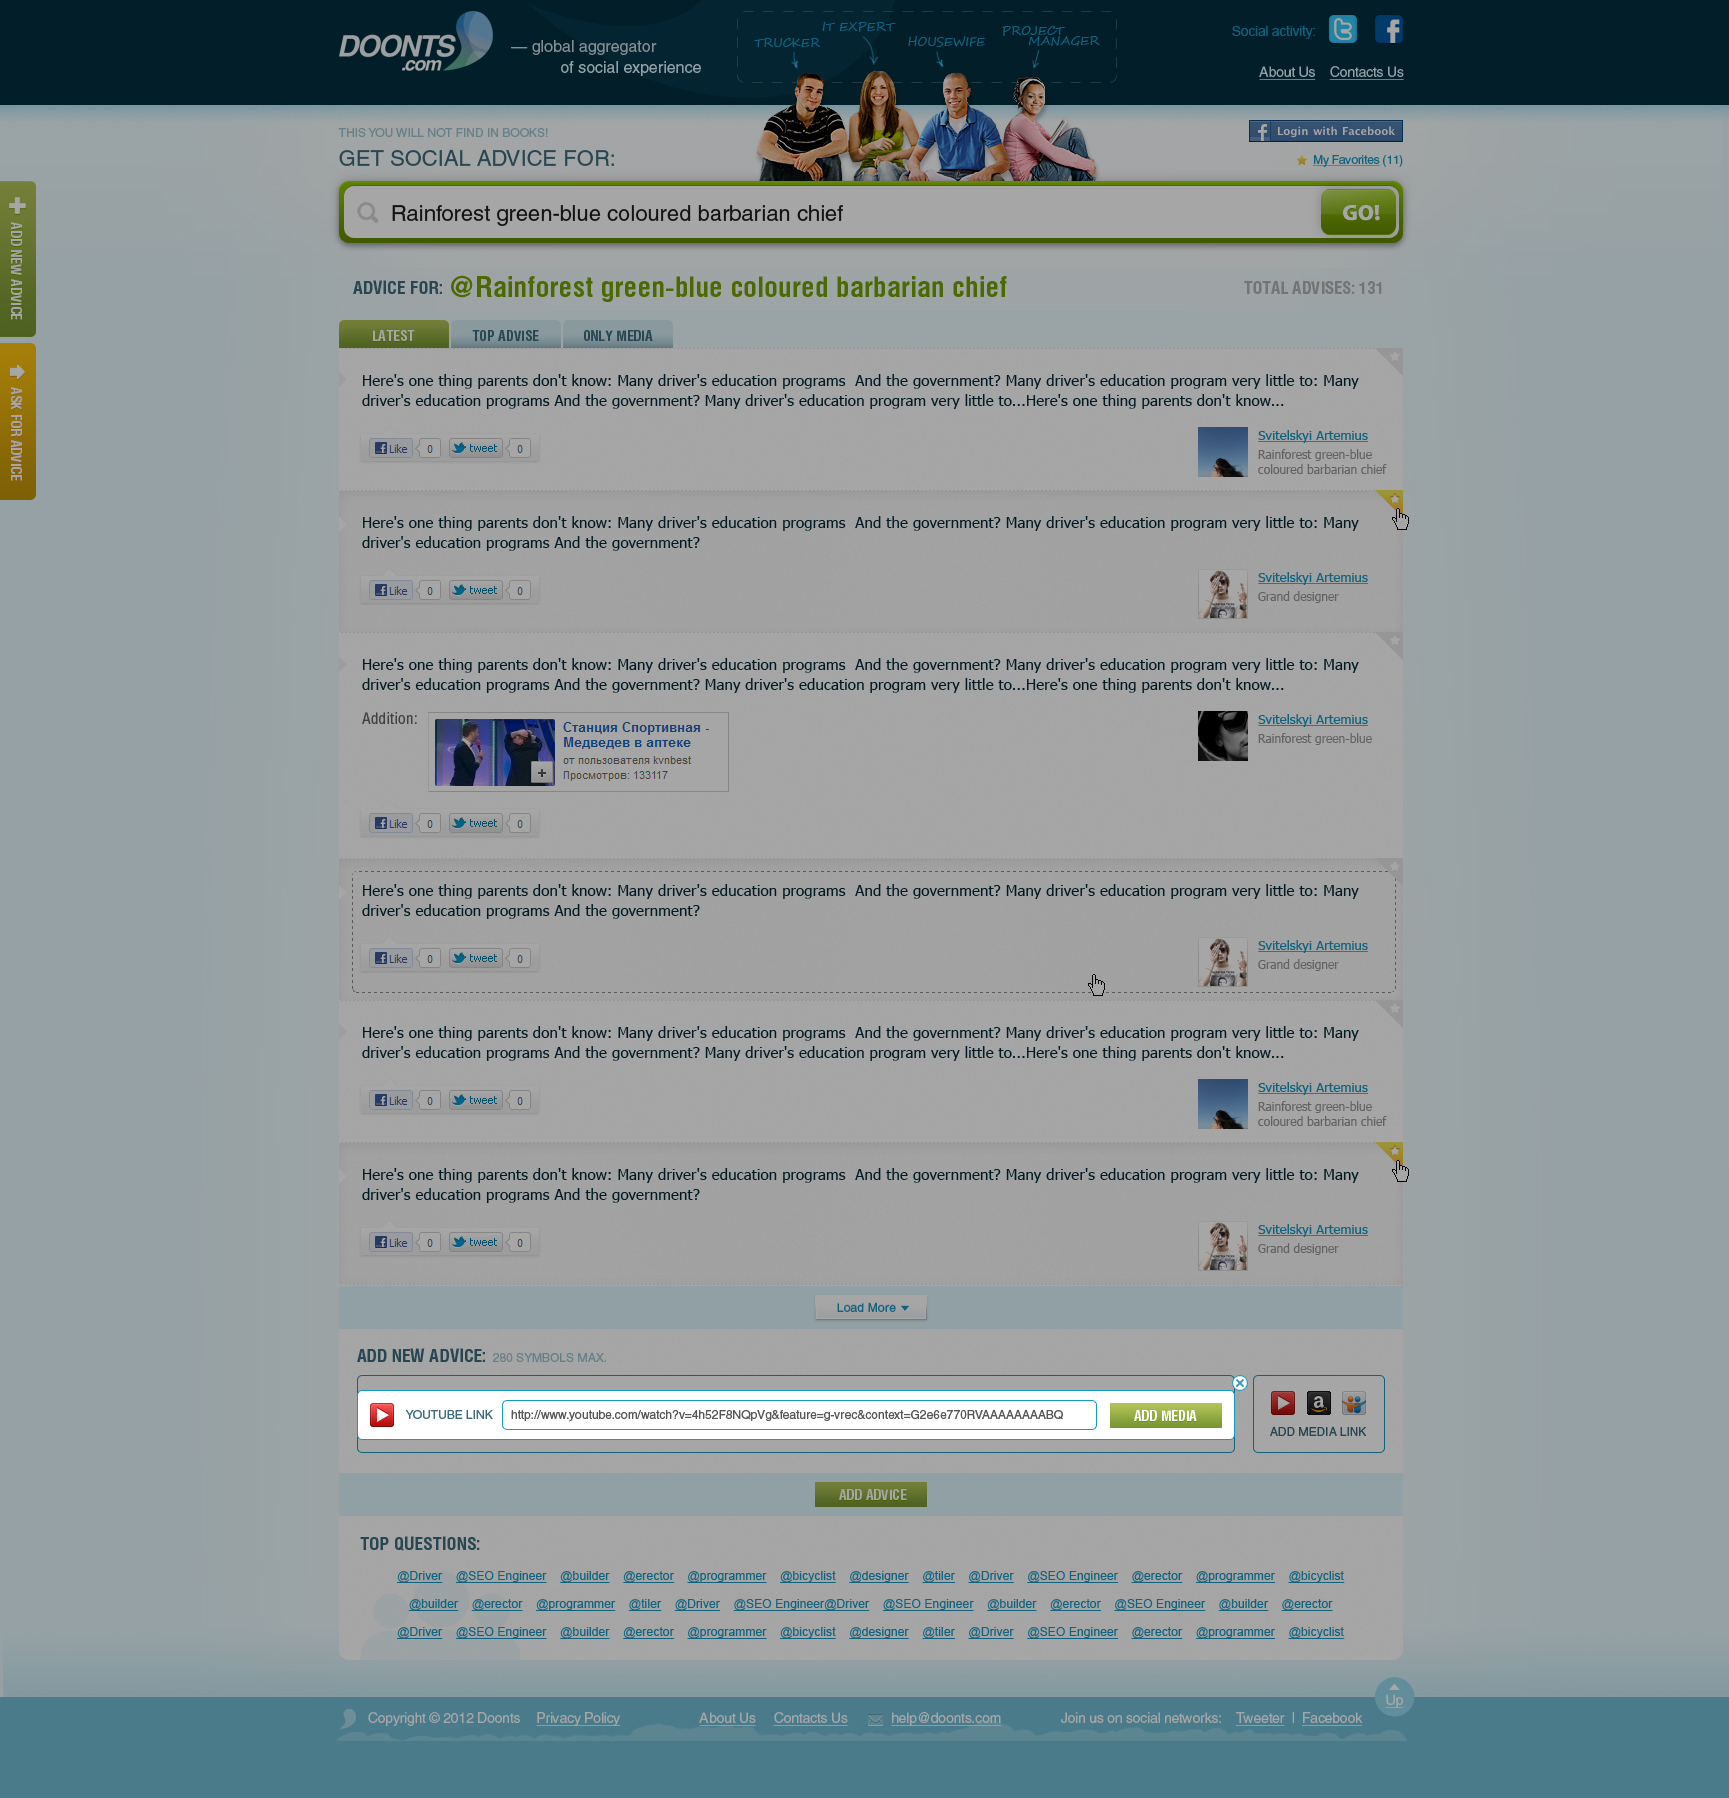 DOONTS
.com
— global aggregator
of social experience
TRUCKER
IT EXPERT
HOUSEWIFE
PROJECT
MANAGER
Social activity:
About Us Contacts Us
THIS YOU WILL NOT FIND IN BOOKS!
GET SOCIAL ADVICE FOR:
Login with Facebook
My Favorites (11)
Rainforest green-blue coloured barbarian chief
GO!
ADD NEW ADVICE
ASK FOR ADVICE
ADVICE FOR: @Rainforest green-blue coloured barbarian chief
TOTAL ADVISES: 131
LATEST TOP ADVISE ONLY MEDIA
Here's one thing parents don't know: Many driver's education programs And the government? Many driver's education program very little to: Many
driver's education programs And the government? Many driver's education program very little to...Here's one thing parents don't know...
Like 0 tweet 0
Svitelskyi Artemius
Rainforest green-blue
coloured barbarian chief
Here's one thing parents don't know: Many driver's education programs And the government? Many driver's education program very little to: Many
driver's education programs And the government?
Like 0 tweet 0
Svitelskyi Artemius
Grand designer
Here's one thing parents don't know: Many driver's education programs And the government? Many driver's education program very little to: Many
driver's education programs And the government? Many driver's education program very little to...Here's one thing parents don't know...
Addition:
Станция Спортивная -
Медведев в аптеке
от пользователя kvnbest
Просмотров: 133117
Svitelskyi Artemius
Rainforest green-blue
Like 0 tweet 0
Here's one thing parents don't know: Many driver's education programs And the government? Many driver's education program very little to: Many
driver's education programs And the government?
Like 0 tweet 0
Svitelskyi Artemius
Grand designer
Here's one thing parents don't know: Many driver's education programs And the government? Many driver's education program very little to: Many
driver's education programs And the government? Many driver's education program very little to...Here's one thing parents don't know...
Like 0 tweet 0
Svitelskyi Artemius
Rainforest green-blue
coloured barbarian chief
Here's one thing parents don't know: Many driver's education programs And the government? Many driver's education program very little to: Many
driver's education programs And the government?
Like 0 tweet 0
Svitelskyi Artemius
Grand designer
Load More
ADD NEW ADVICE: 280 SYMBOLS MAX.
YOUTUBE LINK http://www.youtube.com/watch?v=4h52F8NQpVg&feature=g-vrec&context=G2e6e770RVAAAAAAAABQ ADD MEDIA
ADD MEDIA LINK
ADD ADVICE
TOP QUESTIONS:
@Driver @SEO Engineer @builder @erector @programmer @bicyclist @designer @tiler @Driver @SEO Engineer @erector @programmer @bicyclist
@builder @erector @programmer @tiler @Driver @SEO Engineer@Driver @SEO Engineer @builder @erector @SEO Engineer @builder @erector
@Driver @SEO Engineer @builder @erector @programmer @bicyclist @designer @tiler @Driver @SEO Engineer @erector @programmer @bicyclist
Up
Copyright © 2012 Doonts Privacy Policy About Us Contacts Us help@doonts.com Join us on social networks: Tweeter | Facebook